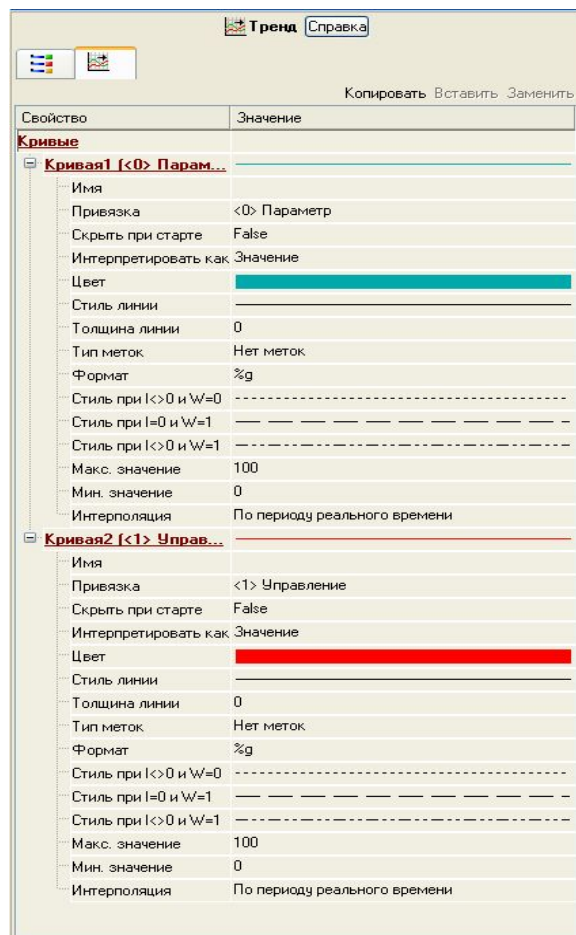 Тренд Справка
Копировать Вставить Заменить
Свойство Значение
Кривые
Кривая1 (<0> Парам...
Имя
Привязка <0> Параметр
Скрыть при старте False
Интерпретировать как Значение
Цвет
Стиль линии
Толщина линии 0
Тип меток Нет меток
Формат %g
Стиль при I<>0 и W=0
Стиль при I=0 и W=1
Стиль при I<>0 и W=1
Макс. значение 100
Мин. значение 0
Интерполяция По периоду реального времени
Кривая2 (<1> Управ...
Имя
Привязка <1> Управление
Скрыть при старте False
Интерпретировать как Значение
Цвет
Стиль линии
Толщина линии 0
Тип меток Нет меток
Формат %g
Стиль при I<>0 и W=0
Стиль при I=0 и W=1
Стиль при I<>0 и W=1
Макс. значение 100
Мин. значение 0
Интерполяция По периоду реального времени